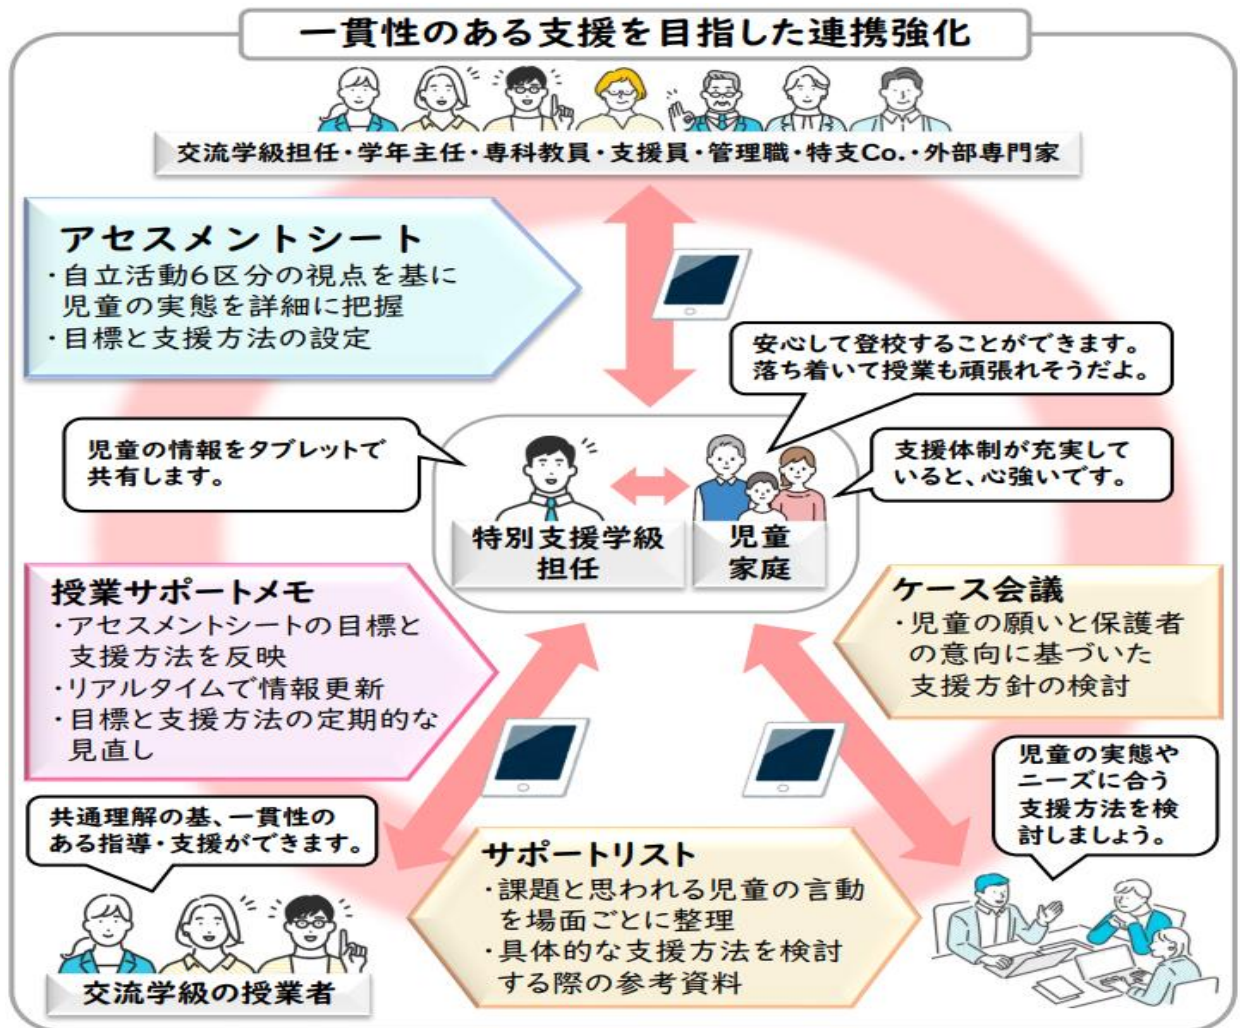 一貫性のある支援を目指した連携強化
交流学級担任・学年主任・専科教員・支援員・管理職・特支Co.・外部専門家
アセスメントシート
・自立活動6区分の視点を基に
児童の実態を詳細に把握
・目標と支援方法の設定
安心して登校することができます。
落ち着いて授業も頑張れそうだよ。
児童の情報をタブレットで
共有します。
支援体制が充実して
いると、心強いです。
特別支援学級
担任
児童
家庭
授業サポートメモ
・アセスメントシートの目標と
支援方法を反映
・リアルタイムで情報更新
・目標と支援方法の定期的な
見直し
ケース会議
・児童の願いと保護者
の意向に基づいた
支援方針の検討
児童の実態や
ニーズに合う
支援方法を検
討しましょう。
共通理解の基、一貫性の
ある指導・支援ができます。
サポートリスト
・課題と思われる児童の言動
を場面ごとに整理
・具体的な支援方法を検討
する際の参考資料
交流学級の授業者